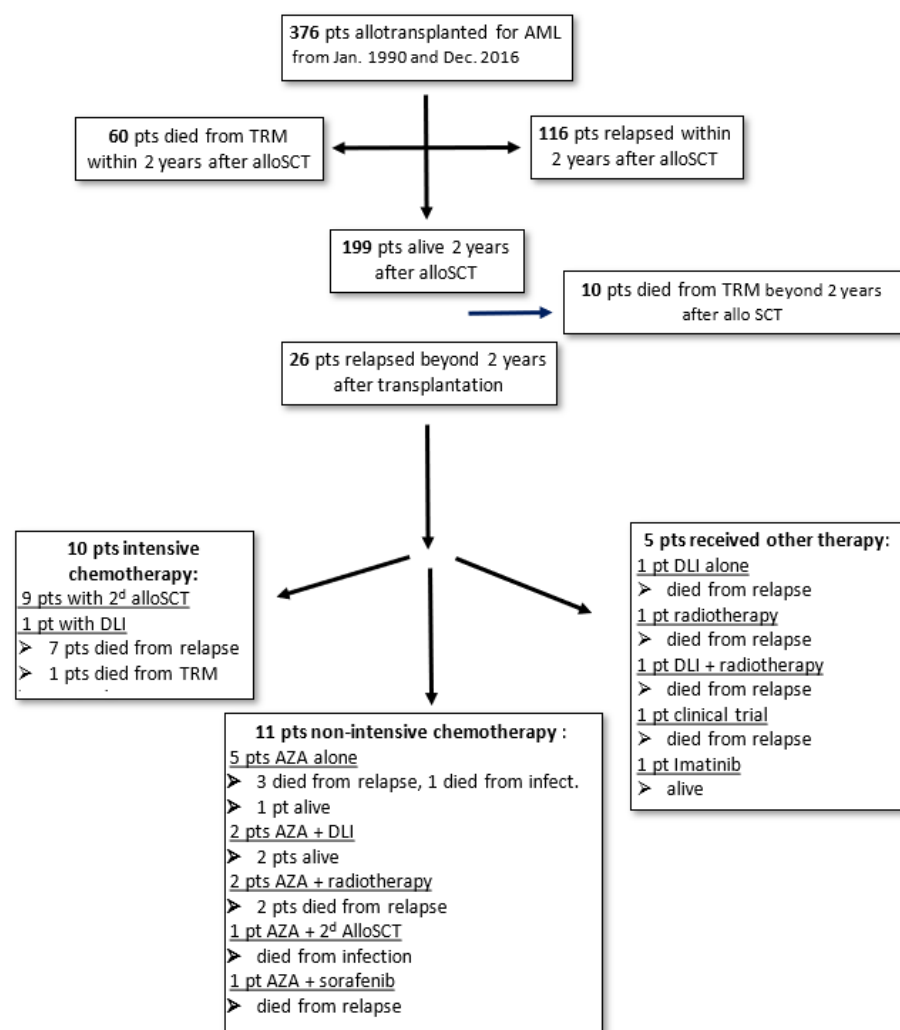 376 pts allotransplanted for AML
from Jan. 1990 and Dec. 2016
60 pts died from TRM
within 2 years after alloSCT
116 pts relapsed within
2 years after alloSCT
199 pts alive 2 years
after alloSCT
10 pts died from TRM beyond 2 years
after allo SCT
26 pts relapsed beyond 2 years
after transplantation
10 pts intensive
chemotherapy:
9 pts with 2d alloSCT
1 pt with DLI
➤ 7 pts died from relapse
➤ 1 pts died from TRM
11 pts non-intensive chemotherapy :
5 pts AZA alone
➤ 3 died from relapse, 1 died from infect.
➤ 1 pt alive
2 pts AZA + DLI
➤ 2 pts alive
2 pts AZA + radiotherapy
➤ 2 pts died from relapse
1 pt AZA + 2d AlloSCT
➤ died from infection
1 pt AZA + sorafenib
➤ died from relapse
5 pts received other therapy:
1 pt DLI alone
➤ died from relapse
1 pt radiotherapy
➤ died from relapse
1 pt DLI + radiotherapy
➤ died from relapse
1 pt clinical trial
➤ died from relapse
1 pt Imatinib
➤ alive